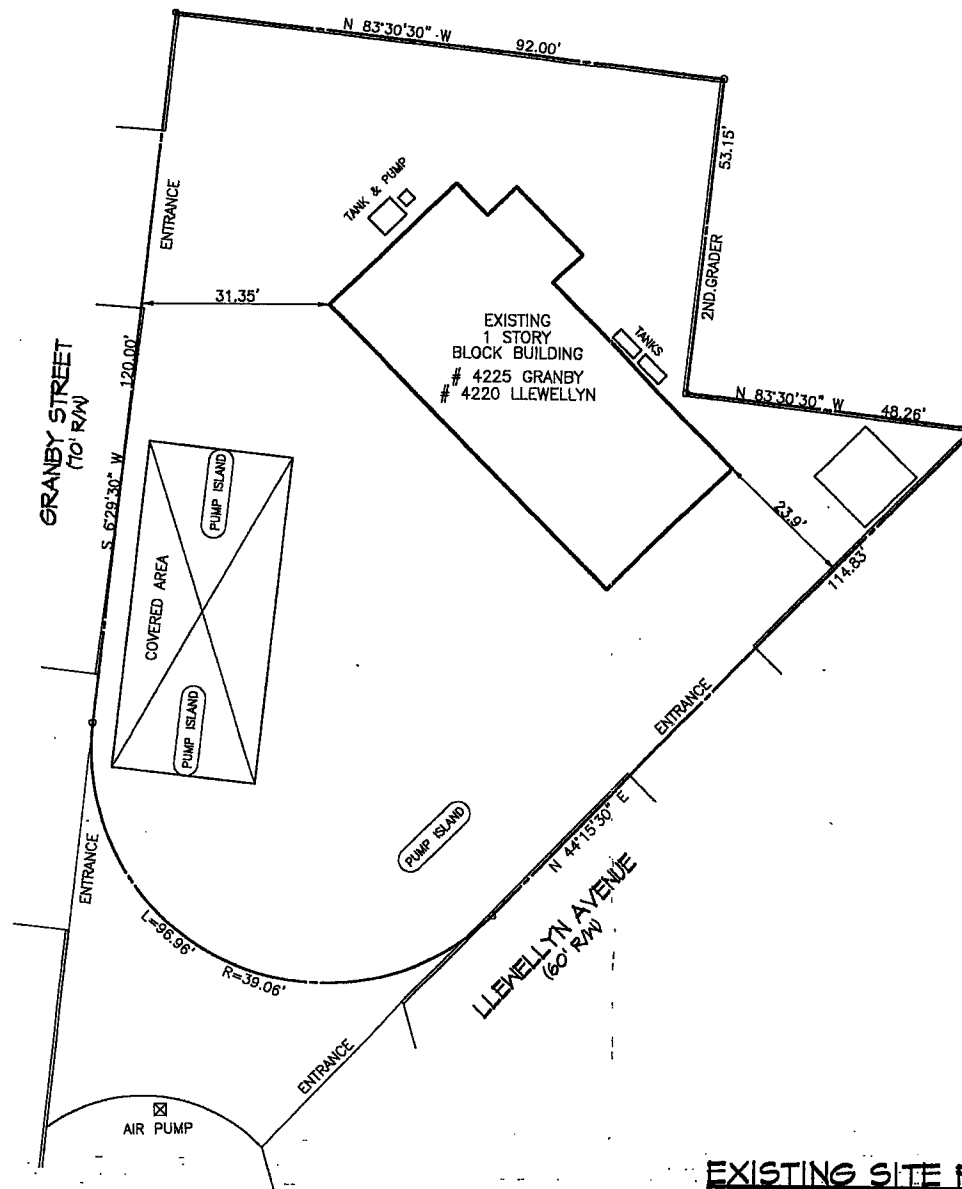 N 83°30'30" W 92.00'
53.15'
2ND.GRADER
TANK & PUMP
ENTRANCE
31.35'
EXISTING
1 STORY
BLOCK BUILDING
# 4225 GRANBY
# 4220 LLEWELLYN
TANKS
N 83°30'30" W 48.26'
GRANBY STREET
(70' R/W)
S 6°29'30" W 120.00'
PUMP ISLAND
COVERED AREA
PUMP ISLAND
23.9'
114.83'
ENTRANCE
PUMP ISLAND
N 44°15'30" E
LLEWELLYN AVENUE
(60' R/W)
ENTRANCE
L=96.96'
R=39.06'
ENTRANCE
AIR PUMP
EXISTING SITE